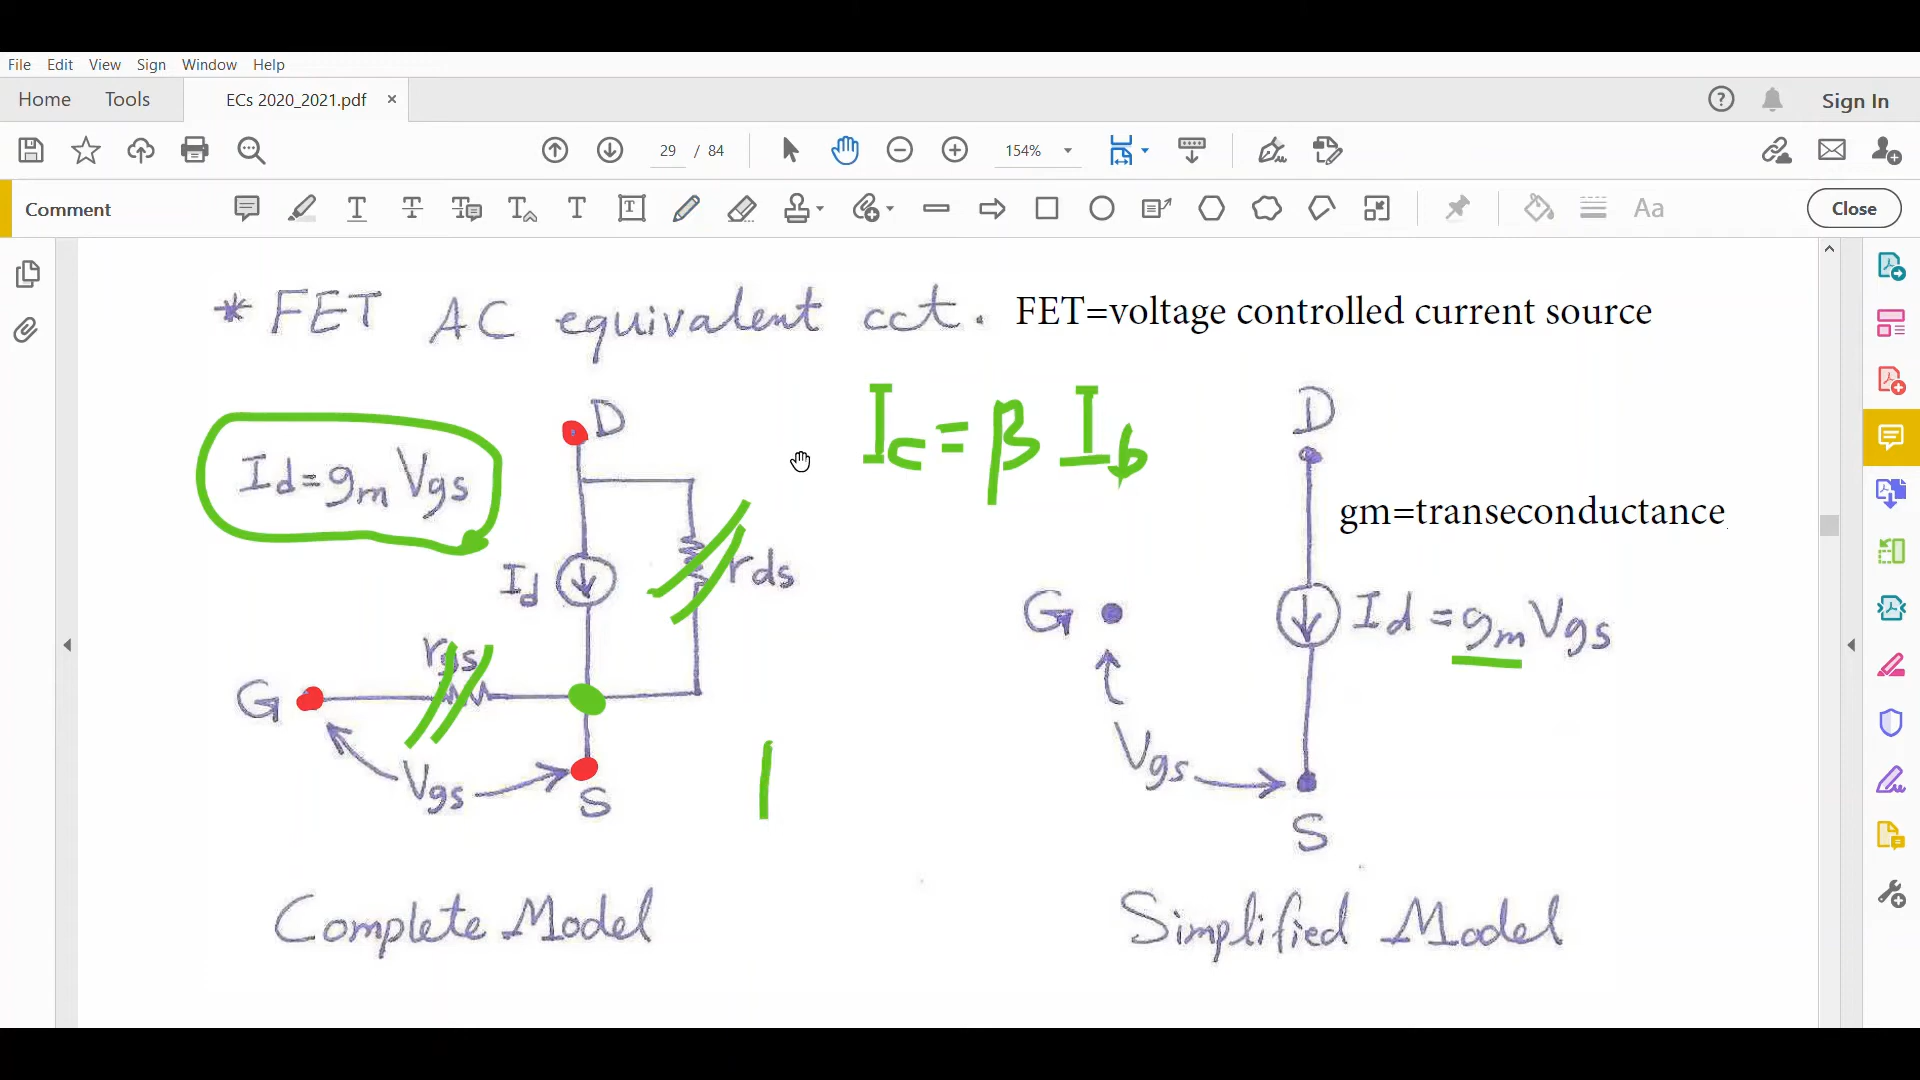 File Edit View Sign Window Help
Home Tools ECs 2020_2021.pdf × Sign In
29 / 84 154%
Comment Aa Close
* FET AC equivalent cct. FET=voltage controlled current source
Ic = β Ib
D
D
Id=gm Vgs
gm=transeconductance
Id
rds
G
Id = gm Vgs
rgs
G
Vgs
Vgs
S
S
Complete Model
Simplified Model